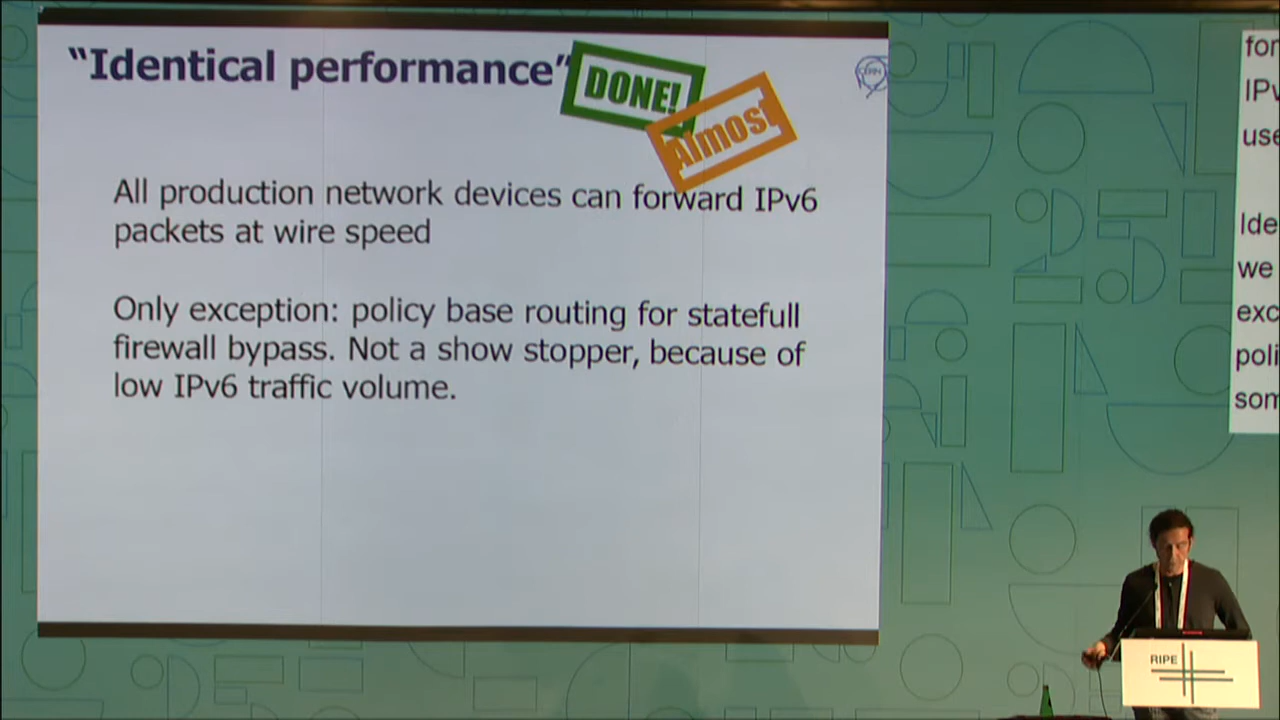 “Identical performance”
DONE!
Almost
CERN
All production network devices can forward IPv6
packets at wire speed
Only exception: policy base routing for statefull
firewall bypass. Not a show stopper, because of
low IPv6 traffic volume.
for
IPv
use
Ide
we
exc
poli
som
RIPE